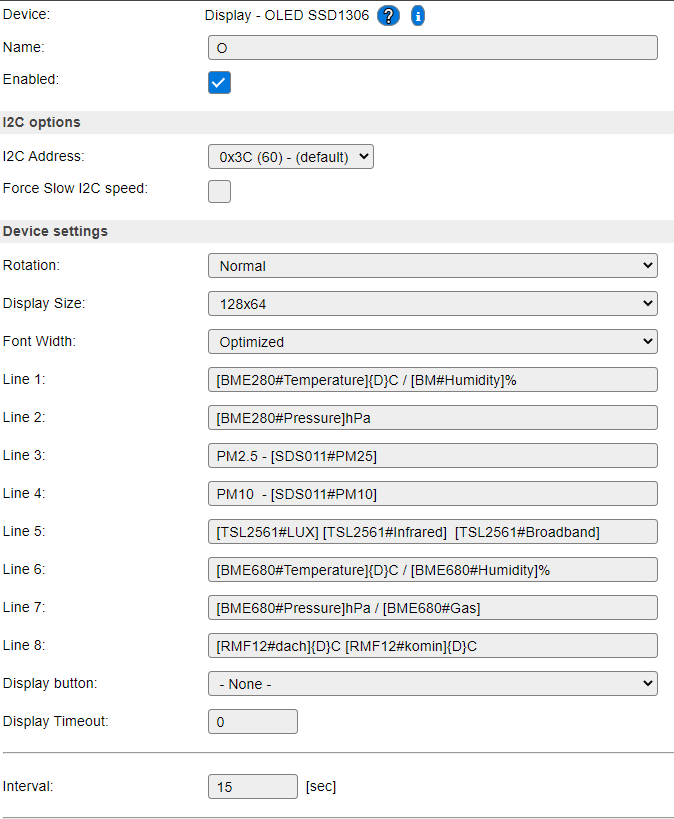 Device: Display - OLED SSD1306 ? i
Name: O
Enabled:
I2C options
I2C Address: 0x3C (60) - (default)
Force Slow I2C speed:
Device settings
Rotation: Normal
Display Size: 128x64
Font Width: Optimized
Line 1: [BME280#Temperature]{D}C / [BM#Humidity]%
Line 2: [BME280#Pressure]hPa
Line 3: PM2.5 - [SDS011#PM25]
Line 4: PM10  - [SDS011#PM10]
Line 5: [TSL2561#LUX] [TSL2561#Infrared]  [TSL2561#Broadband]
Line 6: [BME680#Temperature]{D}C / [BME680#Humidity]%
Line 7: [BME680#Pressure]hPa / [BME680#Gas]
Line 8: [RMF12#dach]{D}C [RMF12#komin]{D}C
Display button: - None -
Display Timeout: 0
Interval: 15 [sec]